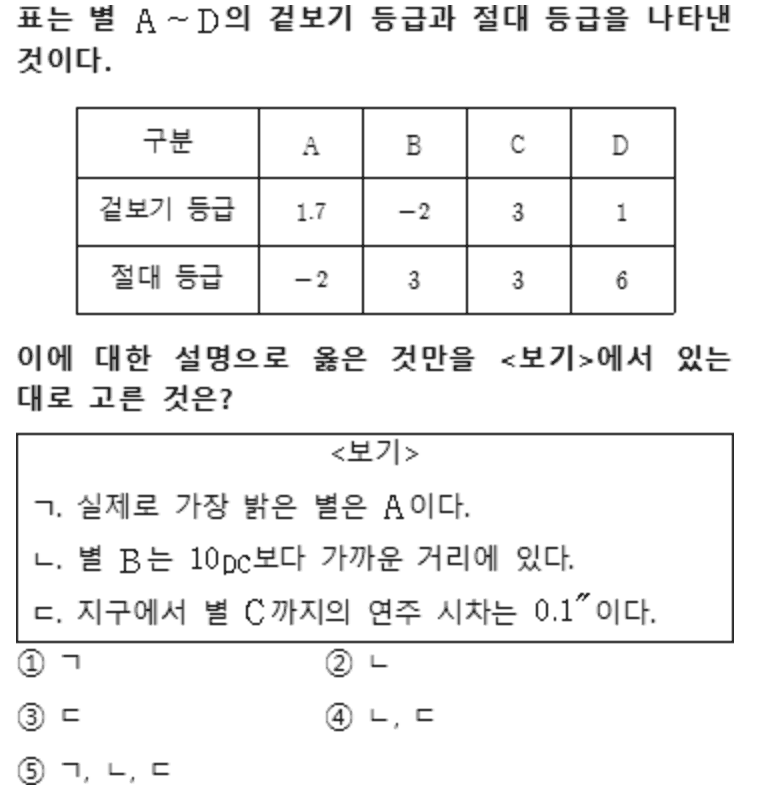 표는 별 A ~ D의 겉보기 등급과 절대 등급을 나타낸
것이다.
구분 A B C D
겉보기 등급 1.7 -2 3 1
절대 등급 -2 3 3 6
이에 대한 설명으로 옳은 것만을 <보기>에서 있는
대로 고른 것은?
<보기>
ㄱ. 실제로 가장 밝은 별은 A이다.
ㄴ. 별 B는 10pc보다 가까운 거리에 있다.
ㄷ. 지구에서 별 C까지의 연주 시차는 0.1″이다.
① ㄱ ② ㄴ
③ ㄷ ④ ㄴ, ㄷ
⑤ ㄱ, ㄴ, ㄷ